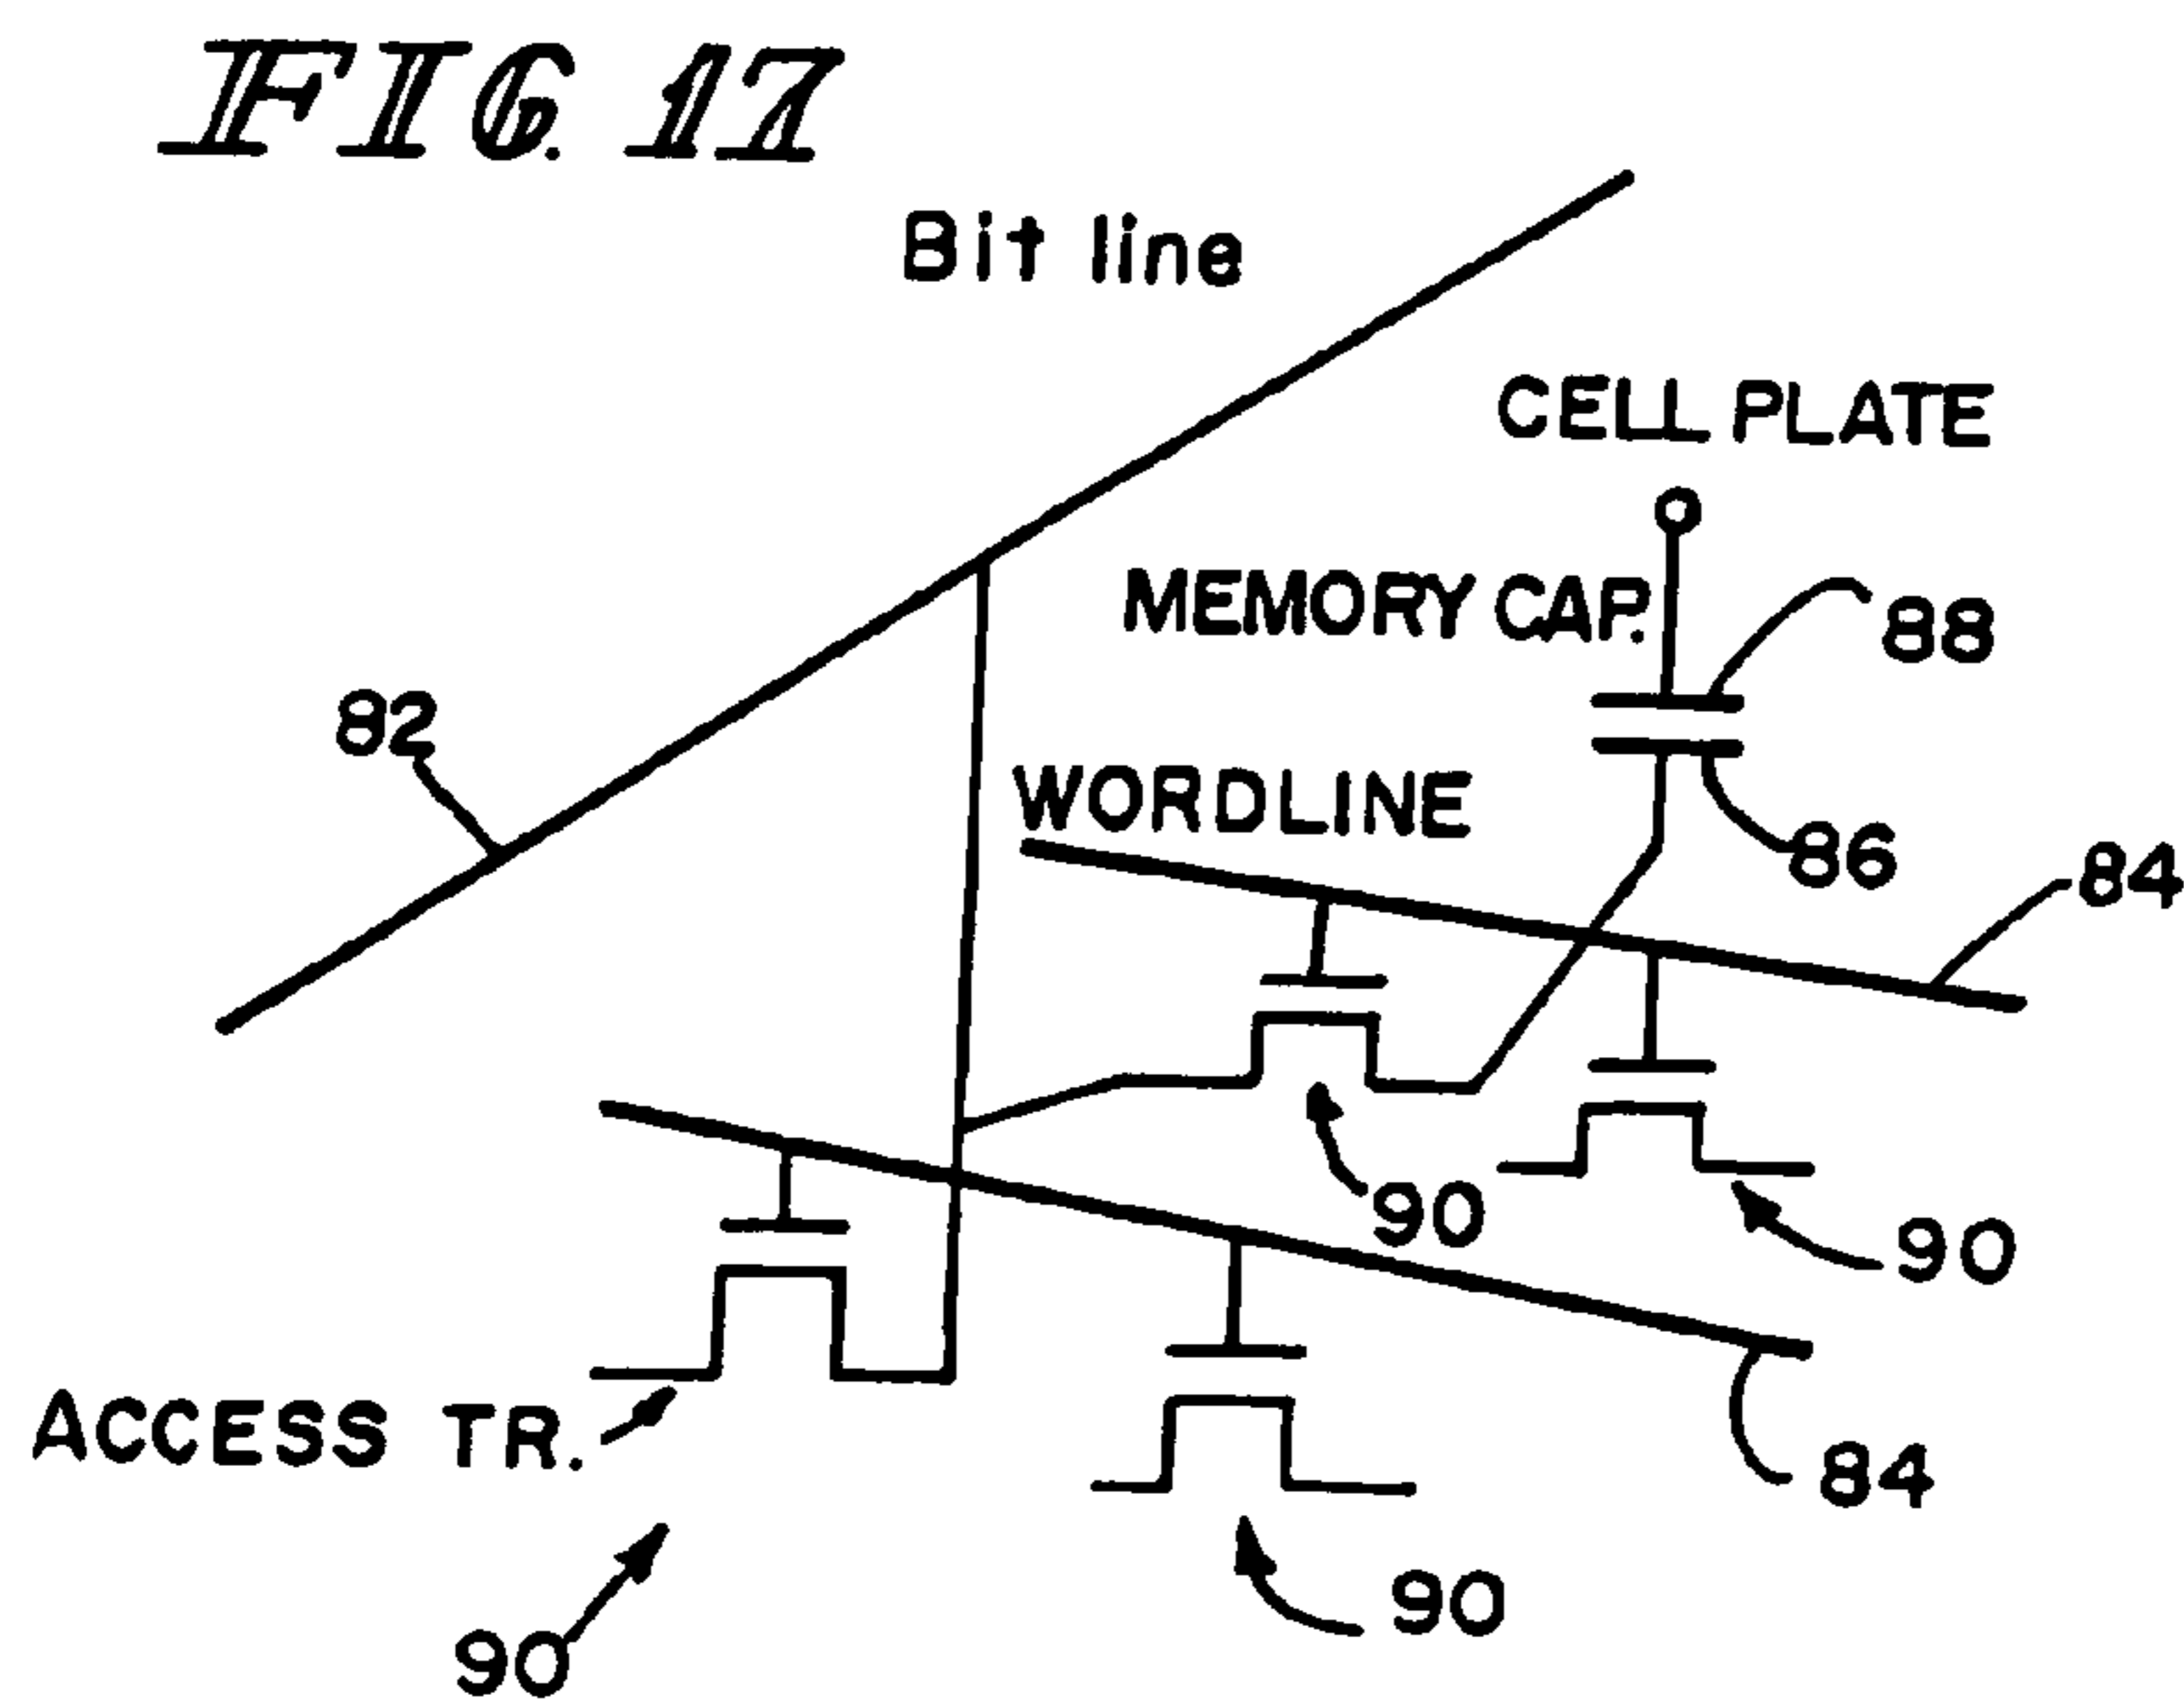 FIG. 17
Bit line
CELL PLATE
MEMORY CAP.
88
82
WORDLINE
86
84
90
90
ACCESS TR.
84
90
90